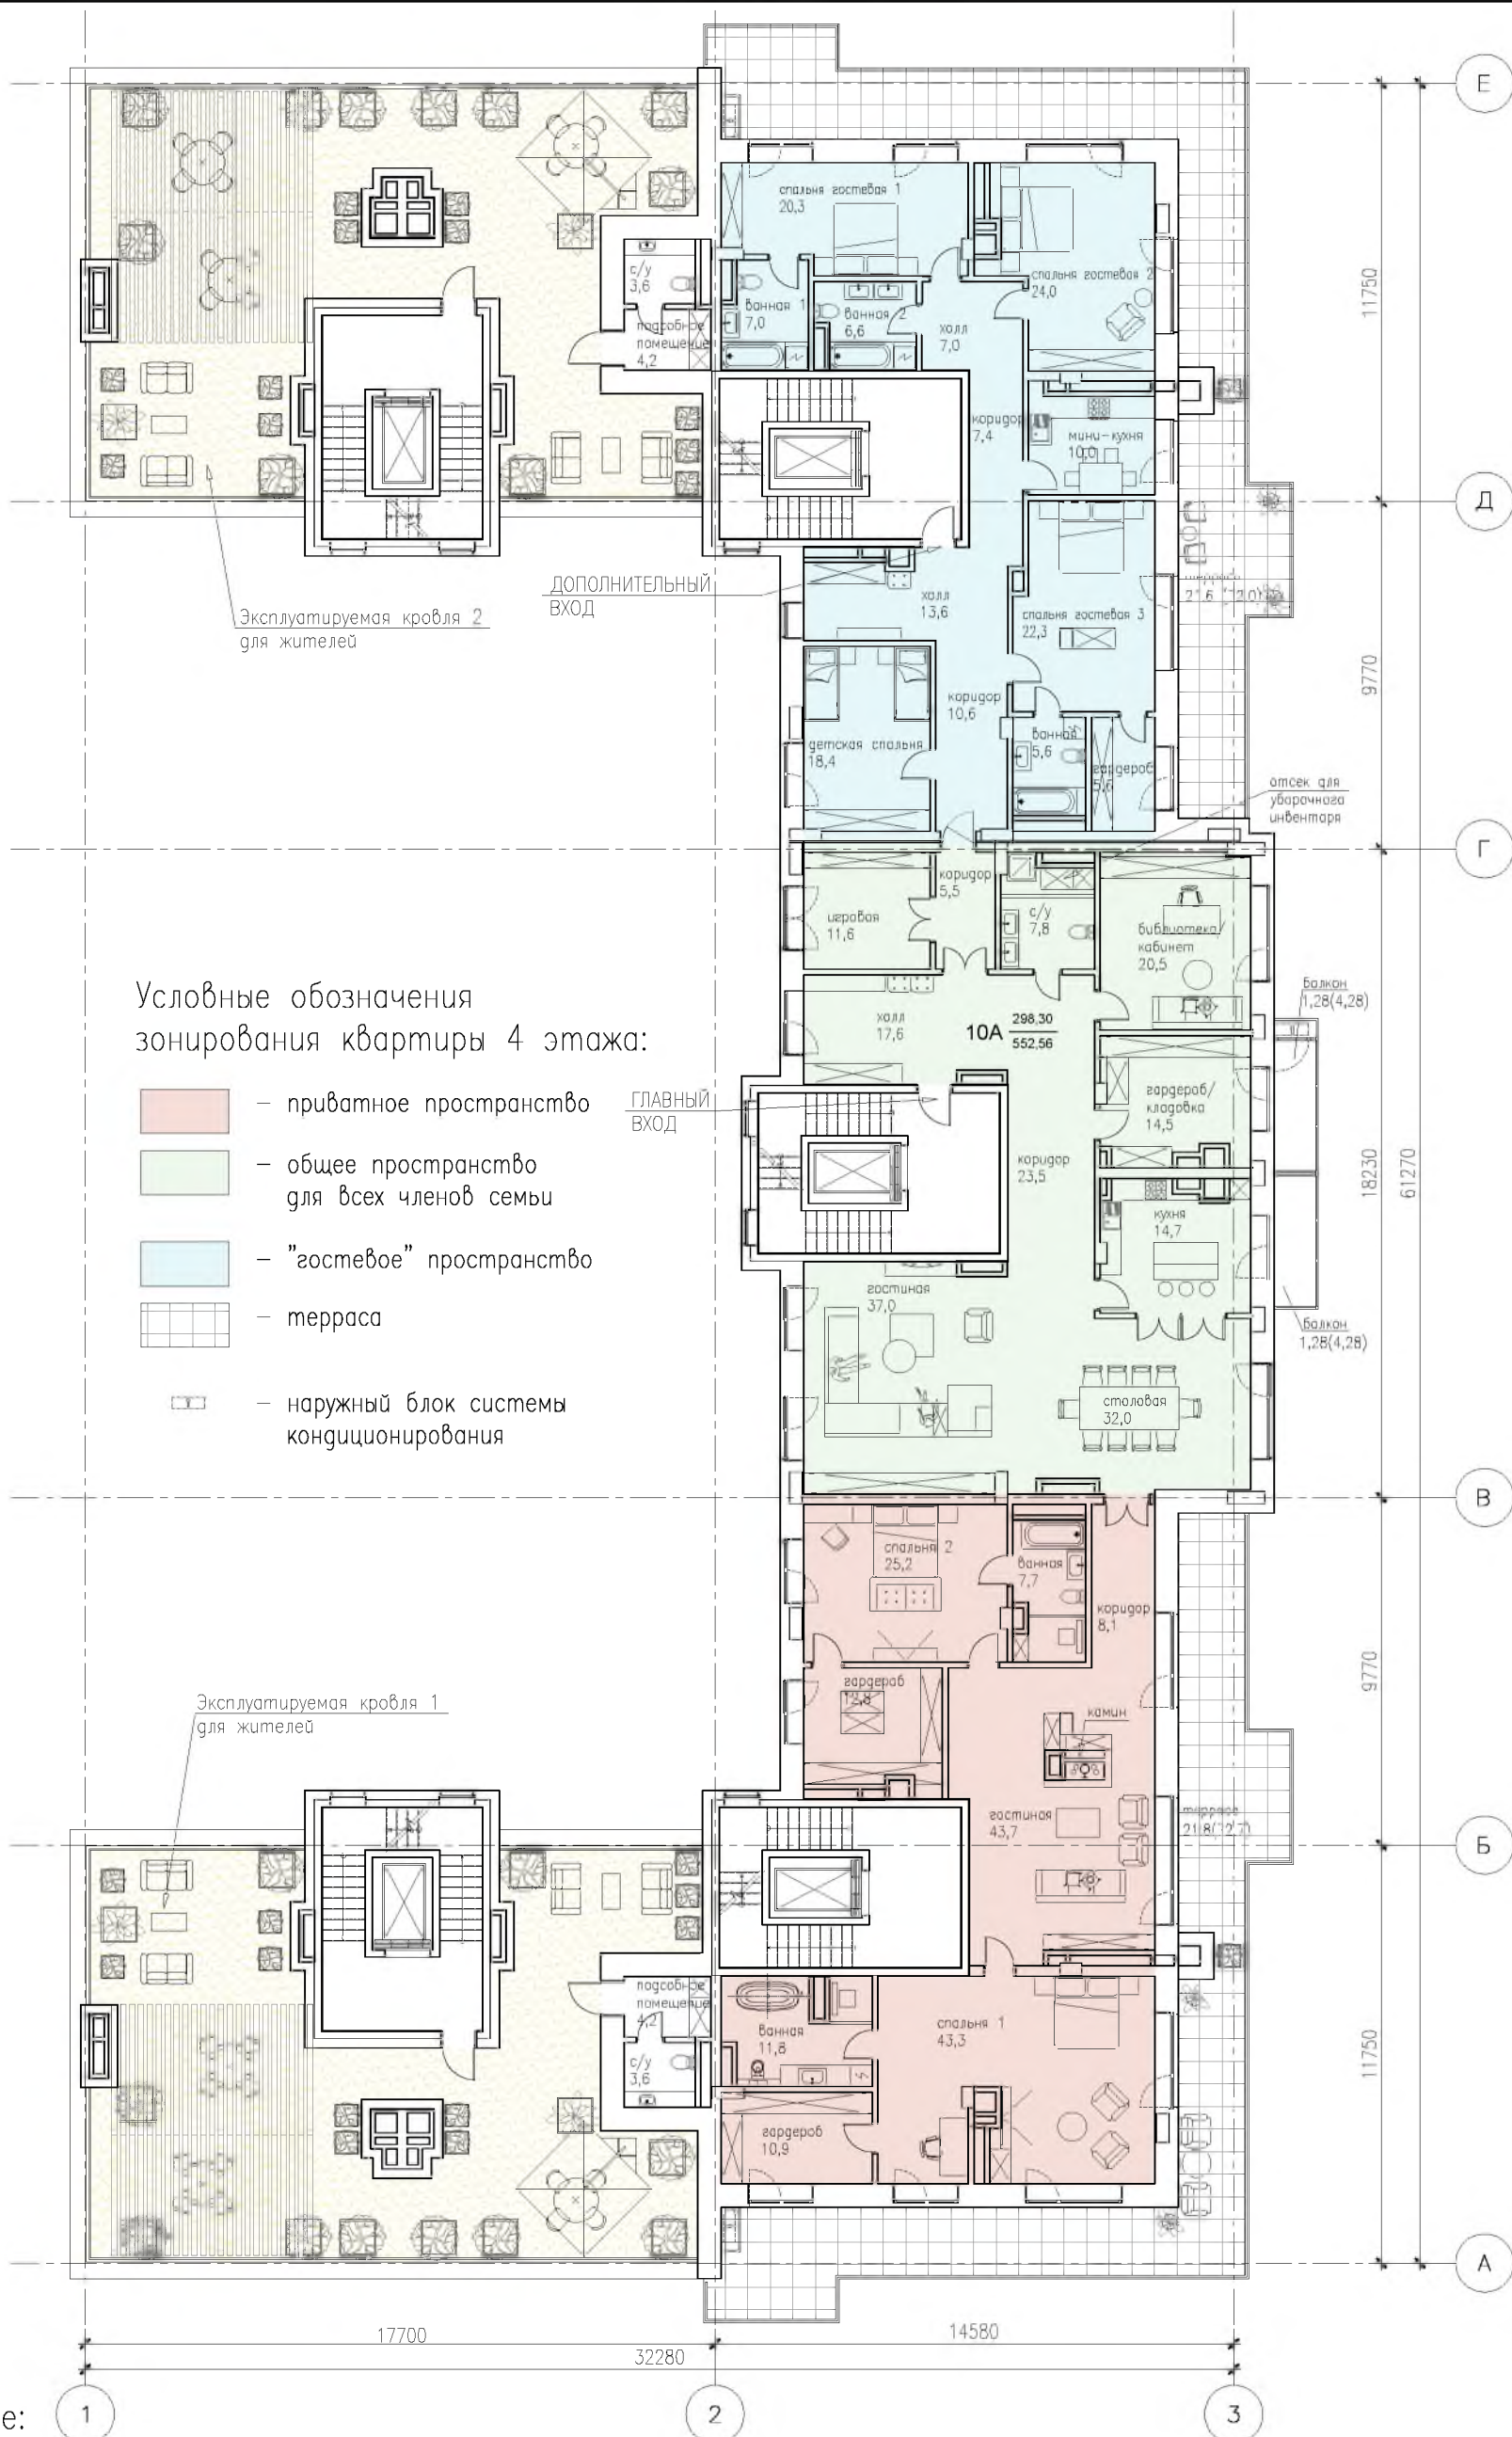 Е
спальня гостевая 1
20,3
с/у
3,6
спальня гостевая 2
24,0
ванная 1
7,0
ванная 2
6,6
холл
7,0
подсобное
помещение
4,2
11750
коридор
7,4
мини-кухня
10,0
Д
ДОПОЛНИТЕЛЬНЫЙ
ВХОД
холл
13,6
Эксплуатируемая кровля 2
для жителей
спальня гостевая 3
22,3
9770
коридор
10,6
детская спальня
18,4
ванная
5,6
гардероб
5,6
отсек для
уборочного
инвентаря
Г
коридор
5,5
игровая
11,6
с/у
7,8
библиотека/
кабинет
20,5
Условные обозначения
зонирования квартиры 4 этажа:
балкон
1,28(4,28)
холл
17,6
10А
298,30
552,56
– приватное пространство
ГЛАВНЫЙ
ВХОД
гардероб/
кладовка
14,5
– общее пространство
для всех членов семьи
коридор
23,5
18230
61270
кухня
14,7
– "гостевое" пространство
гостиная
37,0
– терраса
балкон
1,28(4,28)
– наружный блок системы
кондиционирования
столовая
32,0
В
спальня 2
25,2
ванная
7,7
коридор
8,1
9770
гардероб
12,8
Эксплуатируемая кровля 1
для жителей
камин
гостиная
43,7
терраса
Б
подсобное
помещение
4,2
спальня 1
43,3
ванная
11,8
с/у
3,6
11750
гардероб
10,9
А
17700
14580
32280
е:
1
2
3